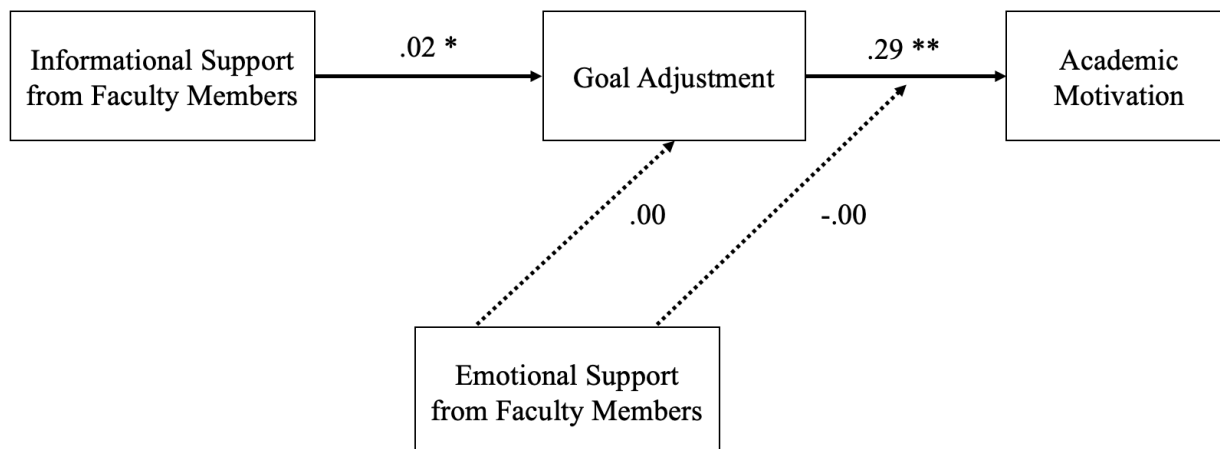 Informational Support
from Faculty Members
.02 *
Goal Adjustment
.29 **
Academic
Motivation
.00
-.00
Emotional Support
from Faculty Members